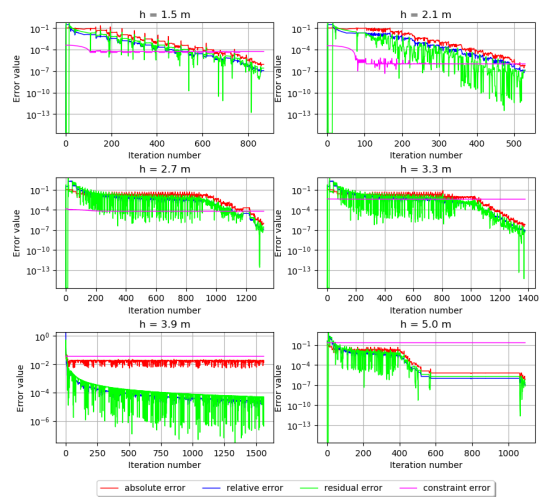 h = 1.5 m
h = 2.1 m
Error value
10⁻¹
10⁻⁴
10⁻⁷
10⁻¹⁰
10⁻¹³
0 200 400 600 800
Iteration number
Error value
10⁻¹
10⁻⁴
10⁻⁷
10⁻¹⁰
10⁻¹³
0 100 200 300 400 500
Iteration number
h = 2.7 m
h = 3.3 m
Error value
10⁻¹
10⁻⁴
10⁻⁷
10⁻¹⁰
10⁻¹³
0 200 400 600 800 1000 1200
Iteration number
Error value
10⁻¹
10⁻⁴
10⁻⁷
10⁻¹⁰
10⁻¹³
0 200 400 600 800 1000 1200 1400
Iteration number
h = 3.9 m
h = 5.0 m
Error value
10⁰
10⁻²
10⁻⁴
10⁻⁶
0 250 500 750 1000 1250 1500
Iteration number
Error value
10⁻¹
10⁻⁴
10⁻⁷
10⁻¹⁰
10⁻¹³
0 200 400 600 800 1000
Iteration number
absolute error relative error residual error constraint error